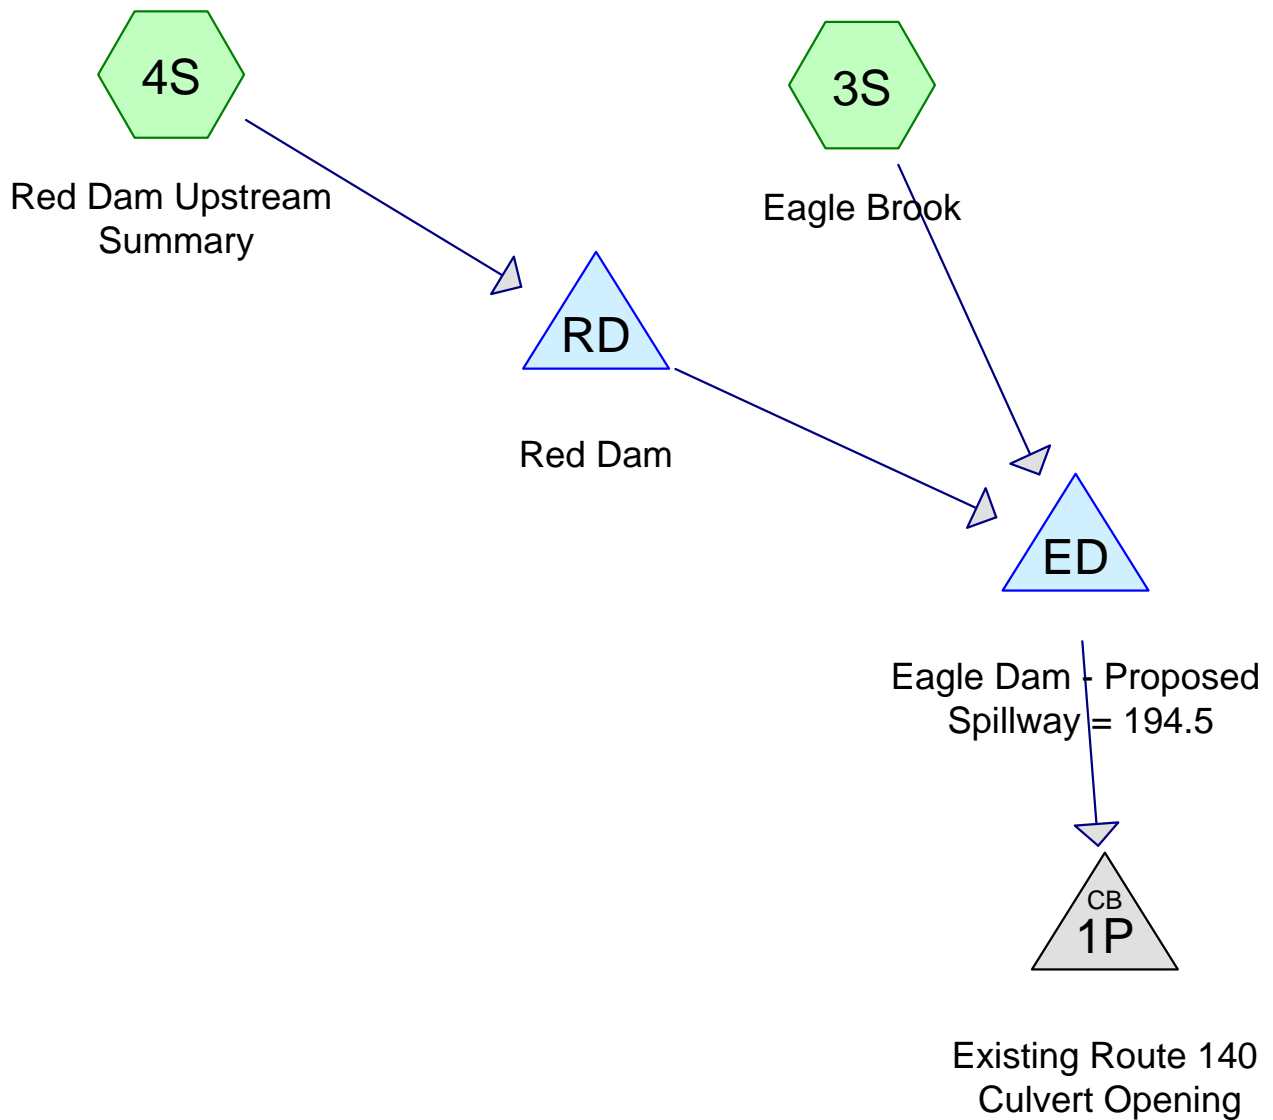 4S
Red Dam Upstream
Summary
3S
Eagle Brook
RD
Red Dam
ED
Eagle Dam - Proposed
Spillway = 194.5
CB
1P
Existing Route 140
Culvert Opening